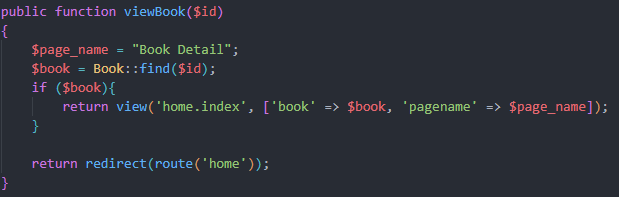 public function viewBook($id)
{
    $page_name = "Book Detail";
    $book = Book::find($id);
    if ($book){
        return view('home.index', ['book' => $book, 'pagename' => $page_name]);
    }

    return redirect(route('home'));
}